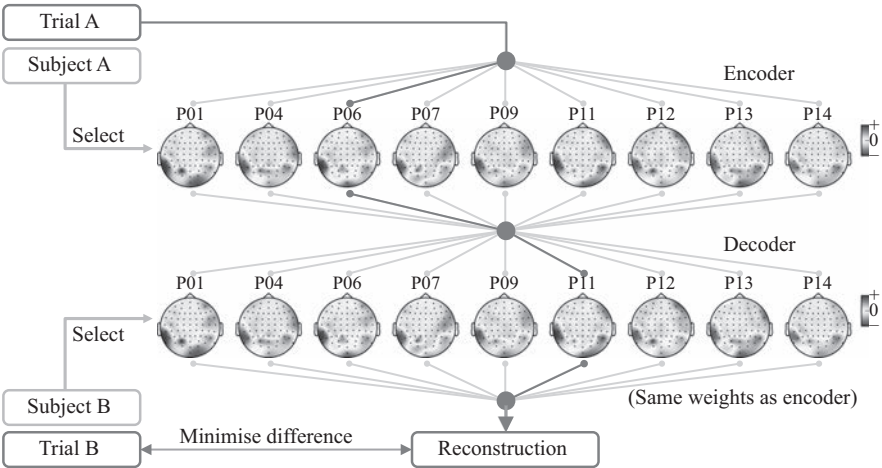 Trial A
Subject A
Encoder
P01 P04 P06 P07 P09 P11 P12 P13 P14
Select
+
0
−
Decoder
P01 P04 P06 P07 P09 P11 P12 P13 P14
Select
+
0
−
Subject B
(Same weights as encoder)
Trial B
Minimise difference
Reconstruction